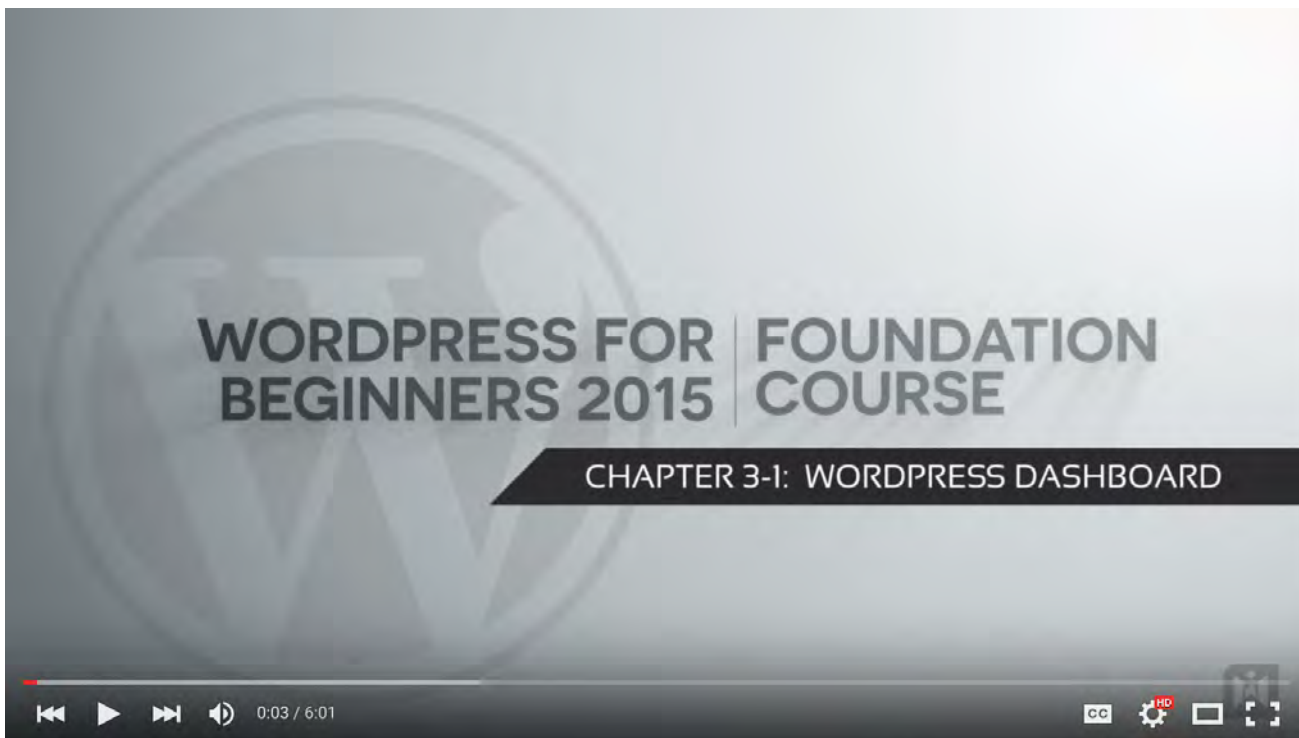 WORDPRESS FOR
BEGINNERS 2015
FOUNDATION
COURSE
CHAPTER 3-1: WORDPRESS DASHBOARD
0:03 / 6:01
CC
HD